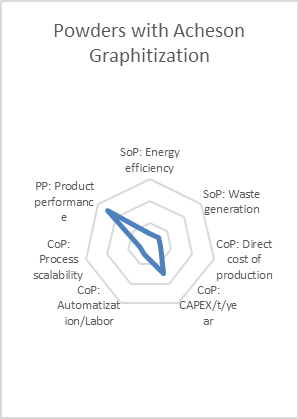 Powders with Acheson
Graphitization
SoP: Energy
efficiency
SoP: Waste
generation
CoP: Direct
cost of
production
CoP:
CAPEX/t/ye
ar
CoP:
Automatizat
ion/Labor
CoP:
Process
scalability
PP: Product
performanc
e